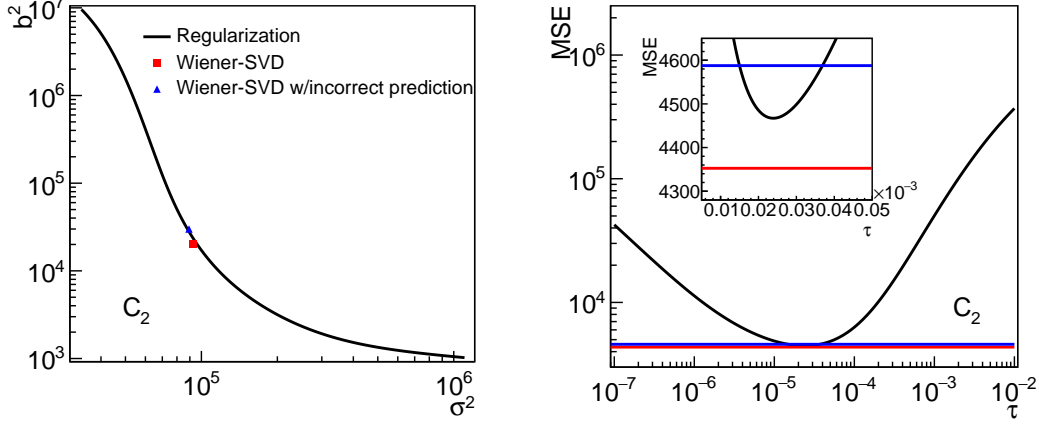 b²
10⁷
10⁶
10⁵
10⁴
10³
Regularization
Wiener-SVD
Wiener-SVD w/incorrect prediction
C₂
10⁵
10⁶
σ²
MSE
10⁶
10⁵
10⁴
MSE
4600
4500
4400
4300
0.01 0.02 0.03 0.04 0.05
×10⁻³
τ
C₂
10⁻⁷ 10⁻⁶ 10⁻⁵ 10⁻⁴ 10⁻³ 10⁻²
τ